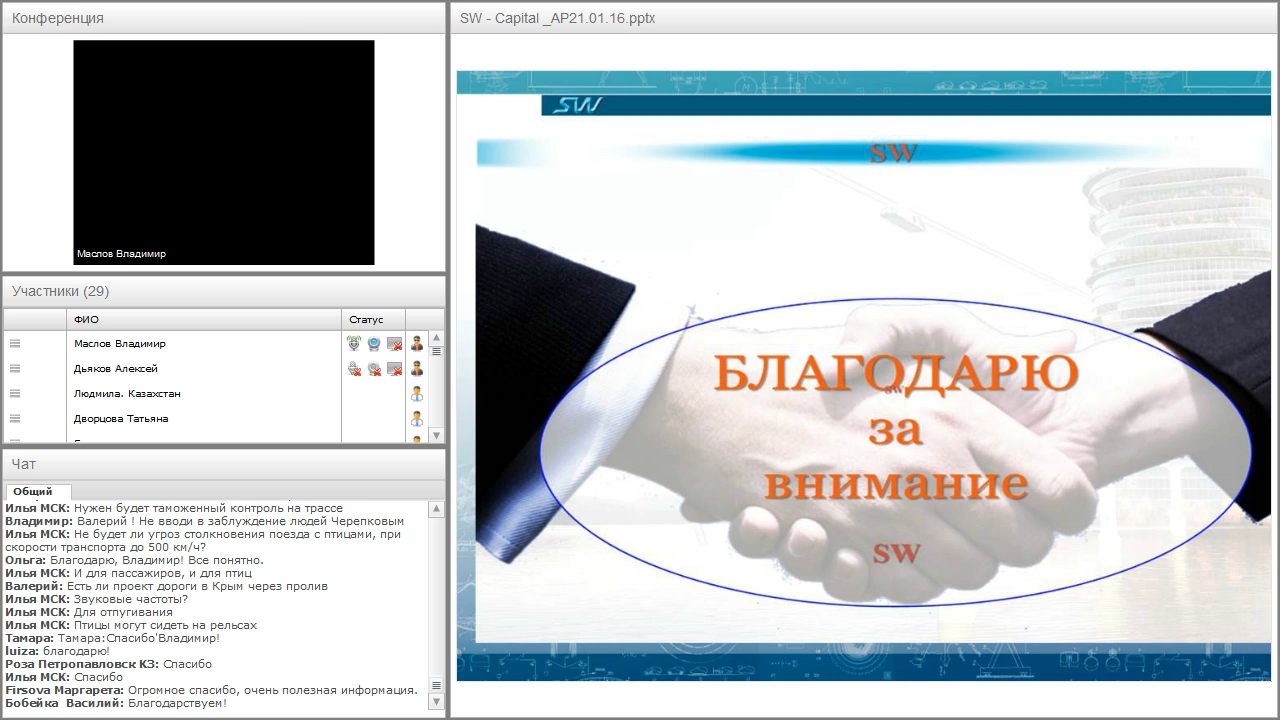 Конференция
Маслов Владимир
Участники (29)
ФИО
Статус
Маслов Владимир
Дьяков Алексей
Людмила. Казахстан
Дворцова Татьяна
Чат
Общий
Илья МСК: Нужен будет таможенный контроль на трассе
Владимир: Валерий ! Не вводи в заблуждение людей Черепковым
Илья МСК: Не будет ли угроз столкновения поезда с птицами, при
скорости транспорта до 500 км/ч?
Ольга: Благодарю, Владимир! Все понятно.
Илья МСК: И для пассажиров, и для птиц
Валерий: Есть ли проект дороги в Крым через пролив
Илья МСК: Звуковые частоты?
Илья МСК: Для отпугивания
Илья МСК: Птицы могут сидеть на рельсах
Тамара: Тамара:Спасибо'Владимир!
luiza: благодарю!
Роза Петропавловск КЗ: Спасибо
Илья МСК: Спасибо
Firsova Маргарета: Огромное спасибо, очень полезная информация.
Бобейка Василий: Благодарствуем!
SW - Capital _AP21.01.16.pptx
SW
SW
БЛАГОДАРЮ
SW
за
внимание
SW